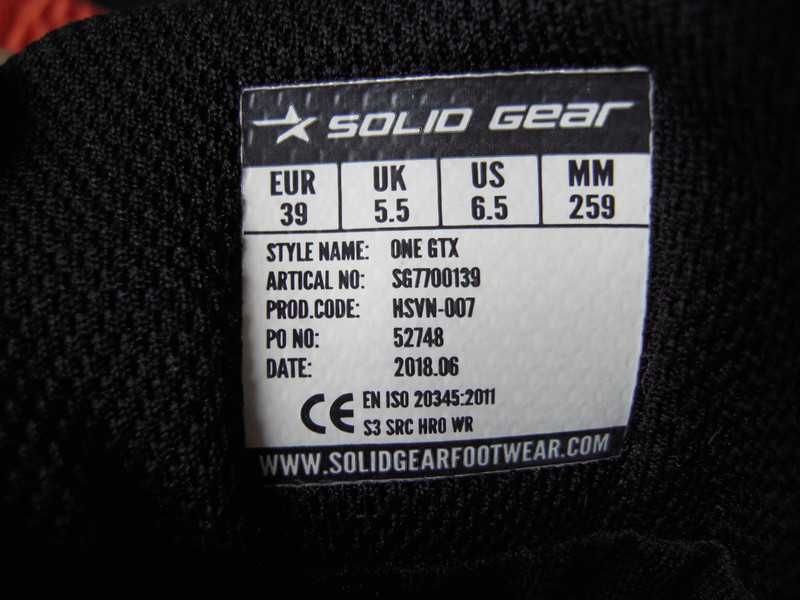 SOLID GEAR
EUR UK US MM
39 5.5 6.5 259
STYLE NAME: ONE GTX
ARTICAL NO: SG7700139
PROD.CODE: HSVN-007
PO NO: 52748
DATE: 2018.06
CE EN ISO 20345:2011
S3 SRC HRO WR
WWW.SOLIDGEARFOOTWEAR.COM